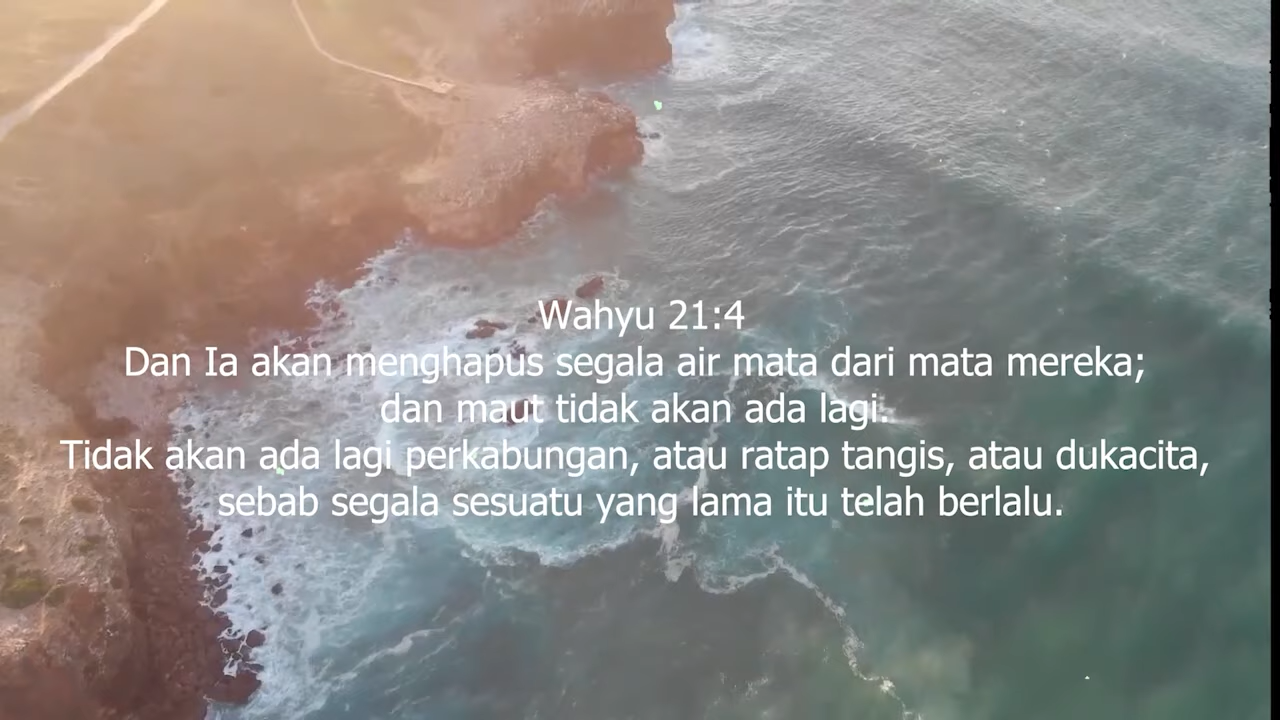 Wahyu 21:4
Dan Ia akan menghapus segala air mata dari mata mereka;
dan maut tidak akan ada lagi.
Tidak akan ada lagi perkabungan, atau ratap tangis, atau dukacita,
sebab segala sesuatu yang lama itu telah berlalu.